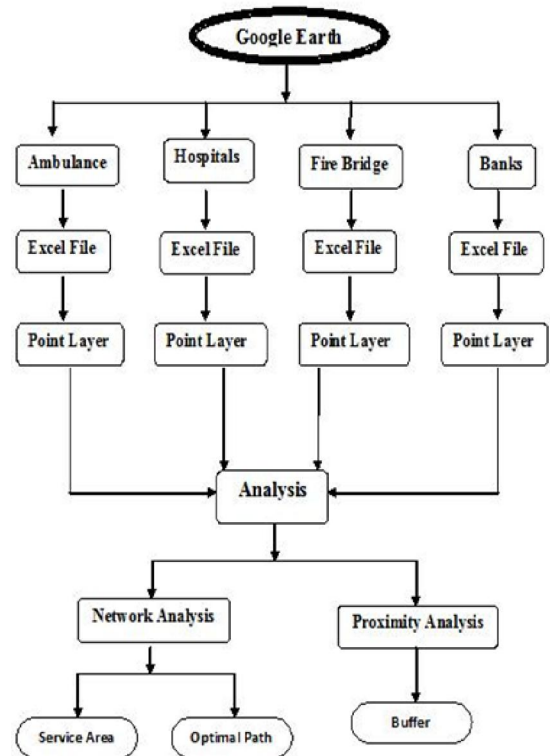 Google Earth
Ambulance
Hospitals
Fire Bridge
Banks
Excel File
Excel File
Excel File
Excel File
Point Layer
Point Layer
Point Layer
Point Layer
Analysis
Network Analysis
Proximity Analysis
Service Area
Optimal Path
Buffer